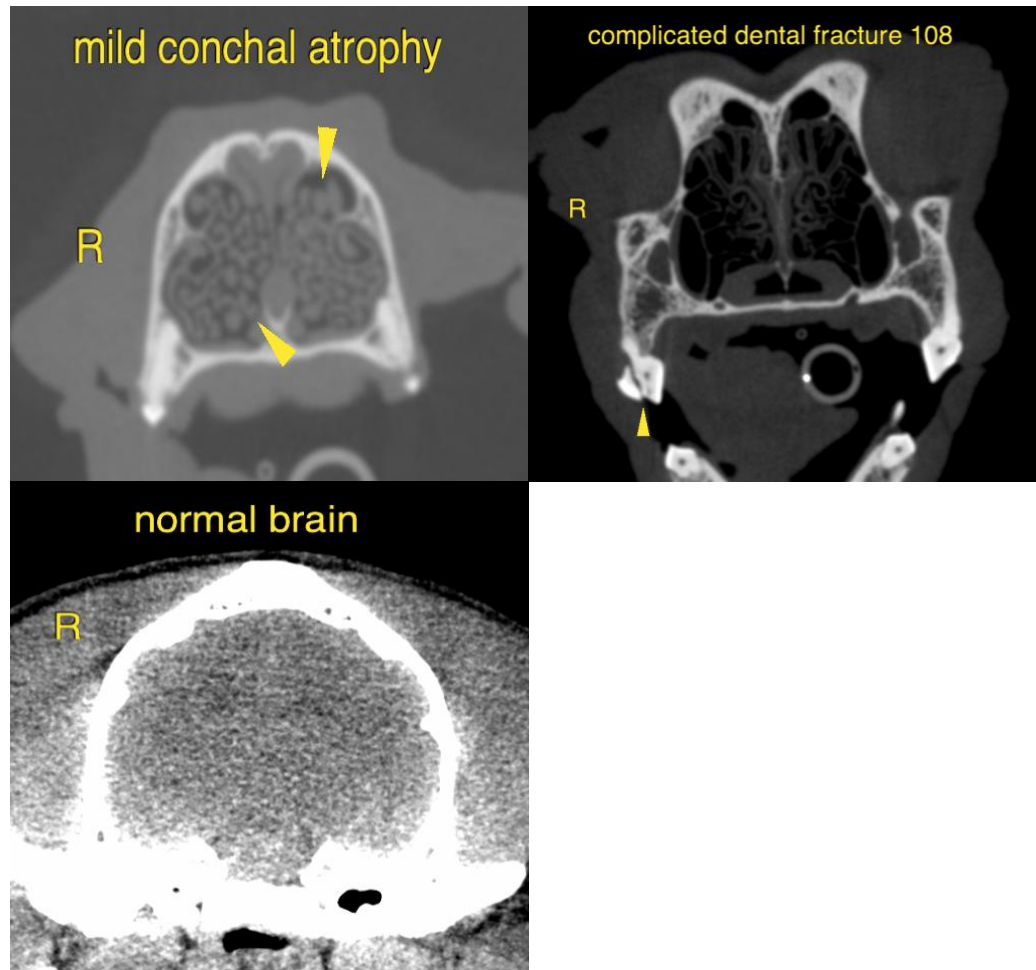 mild conchal atrophy
R
complicated dental fracture 108
R
normal brain
R